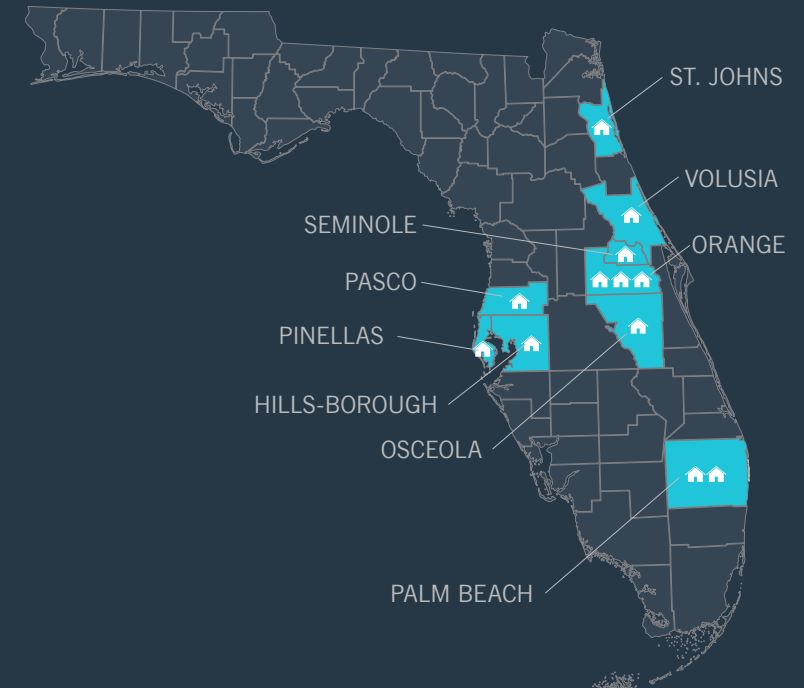 ST. JOHNS
VOLUSIA
SEMINOLE
ORANGE
PASCO
PINELLAS
HILLS-BOROUGH
OSCEOLA
PALM BEACH